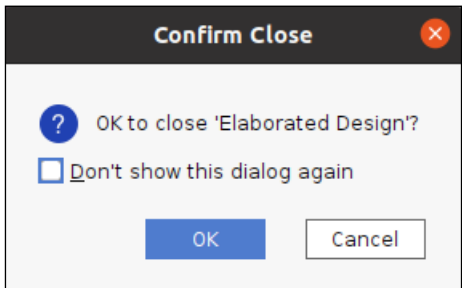 Confirm Close
? OK to close 'Elaborated Design'?
Don't show this dialog again
OK Cancel